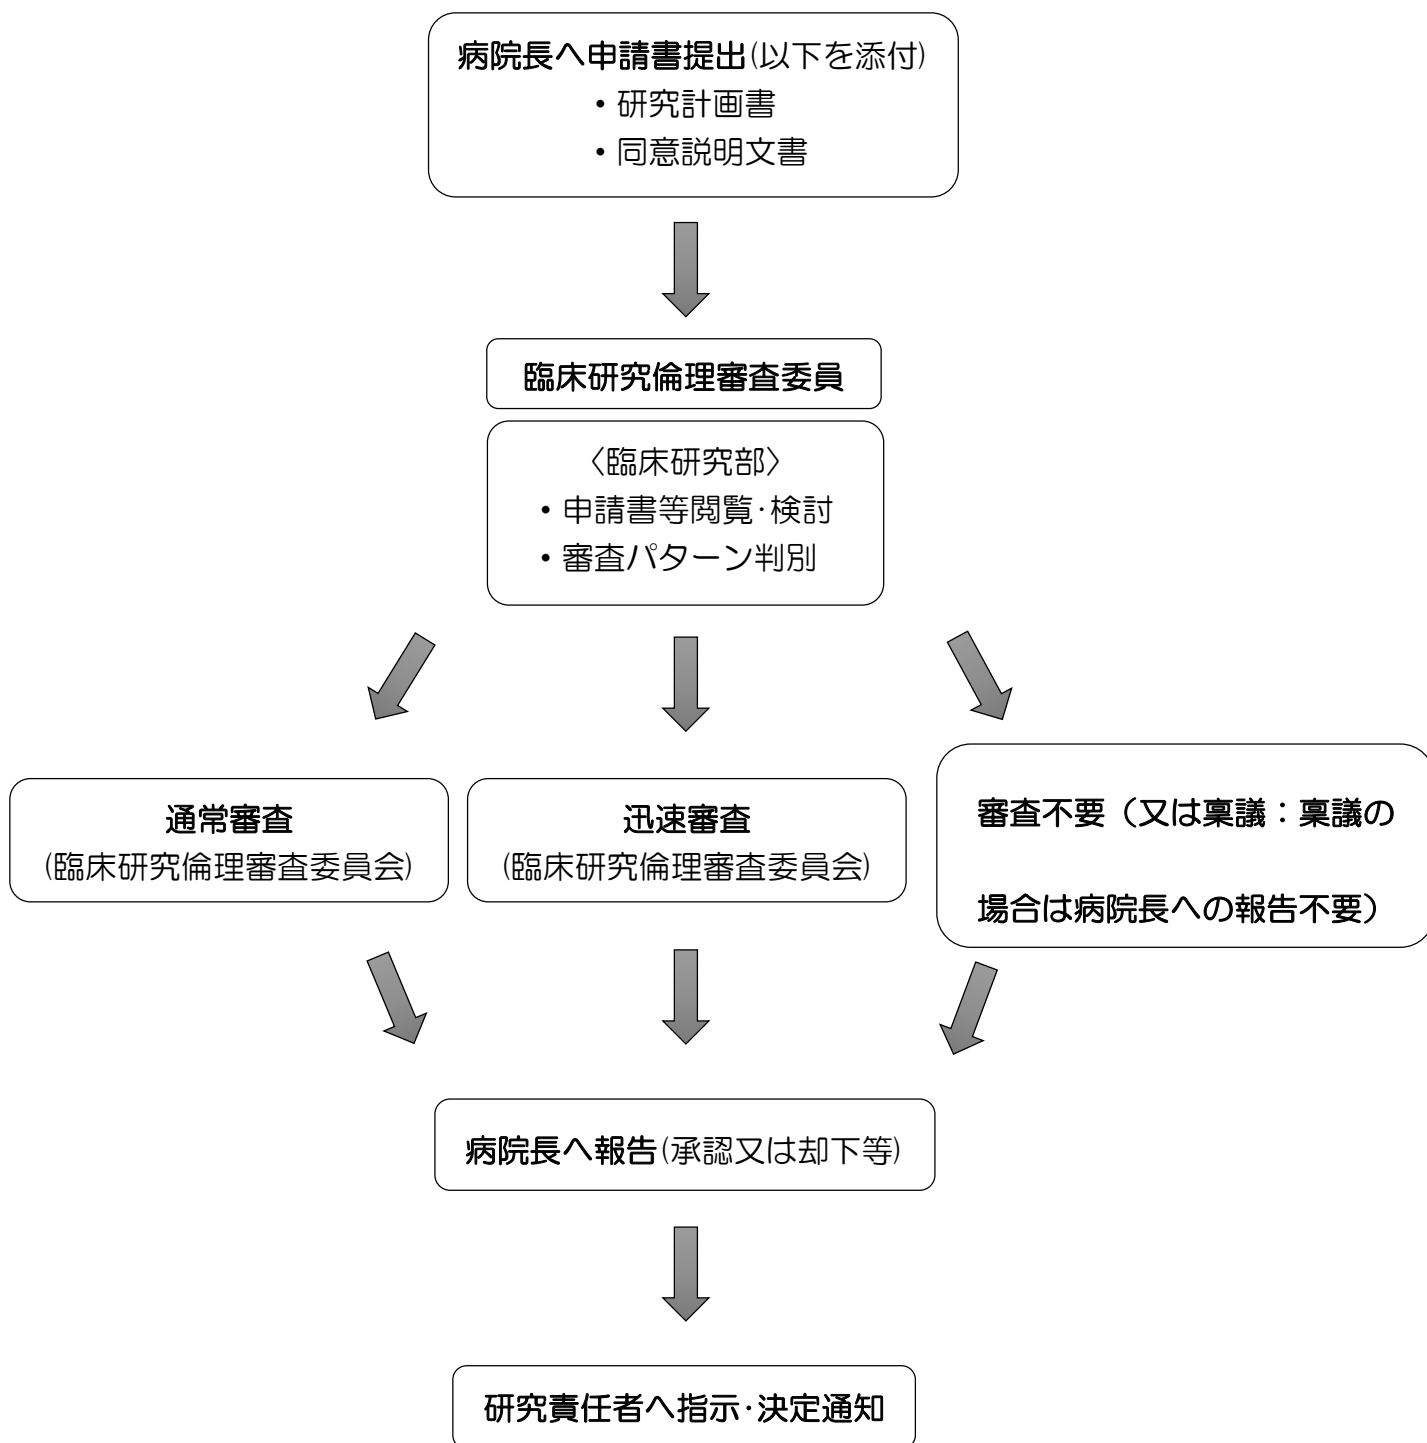 病院長へ申請書提出(以下を添付)
・研究計画書
・同意説明文書
臨床研究倫理審査委員
〈臨床研究部〉
・申請書等閲覧・検討
・審査パターン判別
通常審査
(臨床研究倫理審査委員会)
迅速審査
(臨床研究倫理審査委員会)
審査不要（又は稟議：稟議の
場合は病院長への報告不要）
病院長へ報告(承認又は却下等)
研究責任者へ指示・決定通知